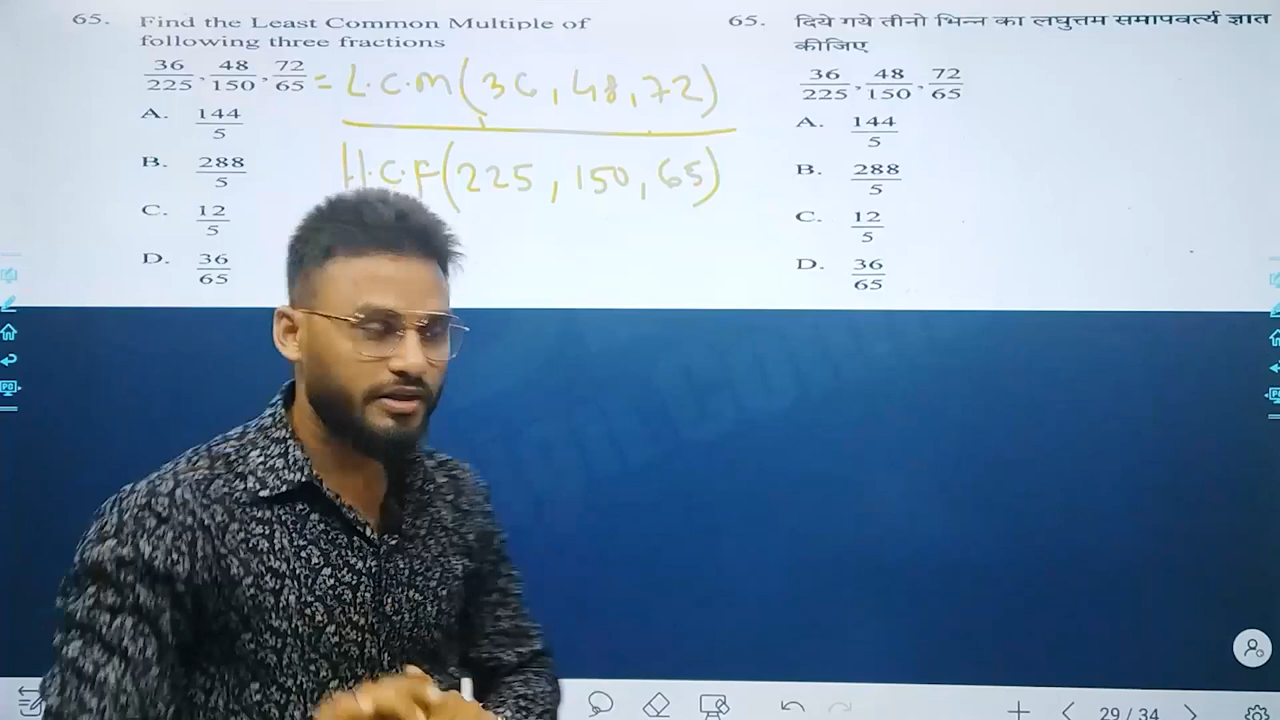 65. Find the Least Common Multiple of
following three fractions
36/225, 48/150, 72/65 = L.C.M(36, 48, 72)
H.C.F(225, 150, 65)
A. 144/5
B. 288/5
C. 12/5
D. 36/65
65. दिये गये तीनो भिन्न का लघुत्तम समापवर्त्य ज्ञात
कीजिए
36/225, 48/150, 72/65
A. 144/5
B. 288/5
C. 12/5
D. 36/65
29 / 34